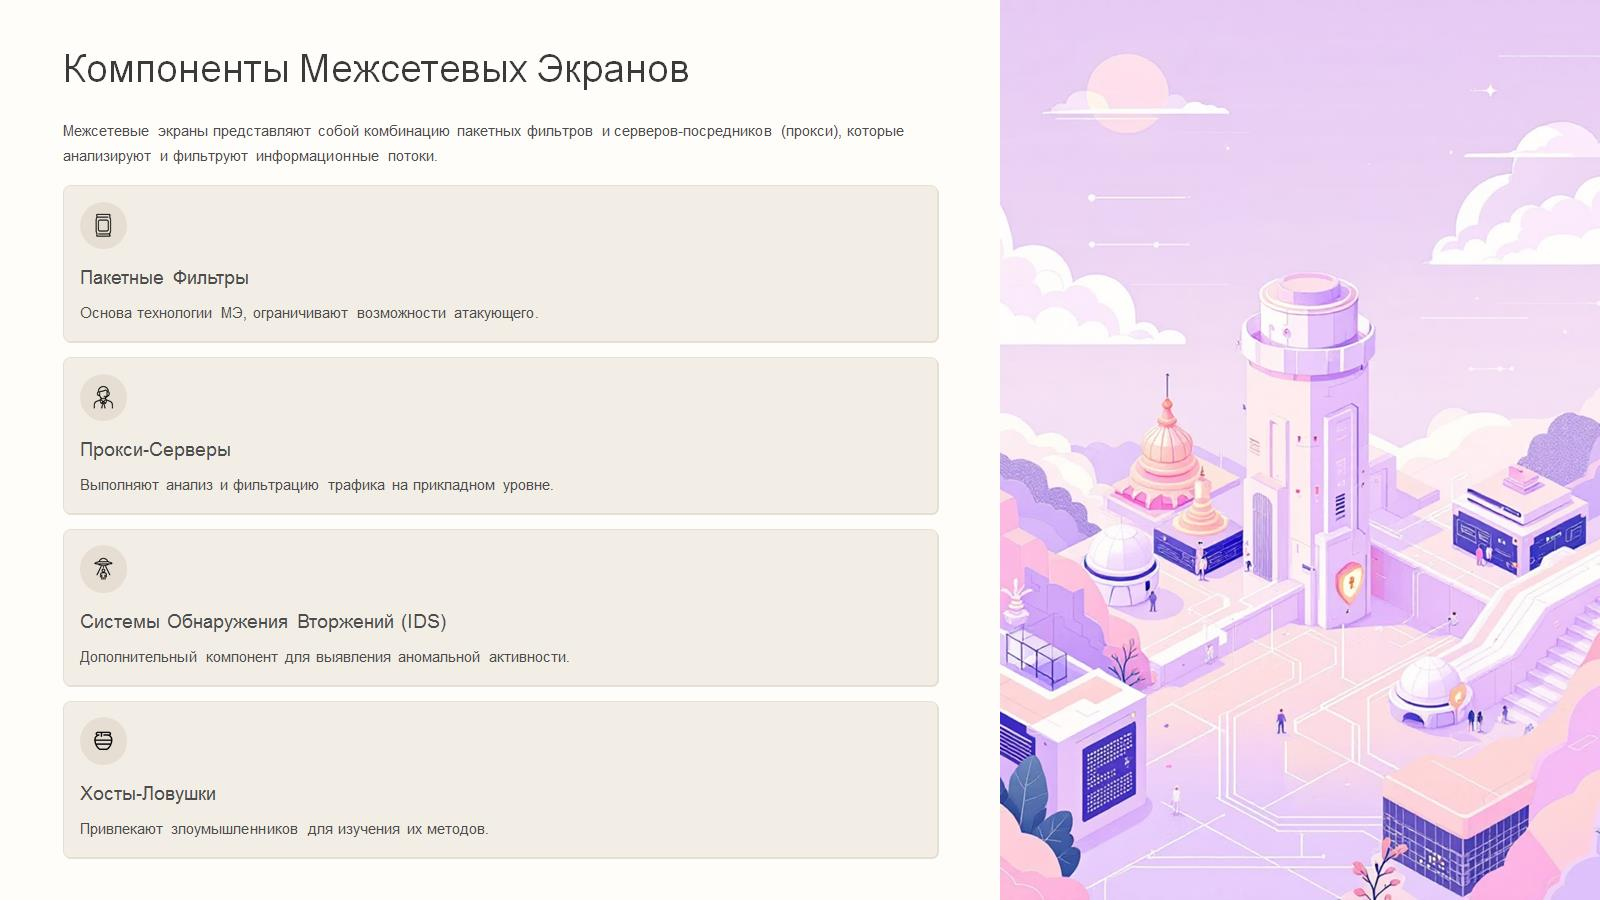 Компоненты Межсетевых Экранов
Межсетевые экраны представляют собой комбинацию пакетных фильтров и серверов-посредников (прокси), которые
анализируют и фильтруют информационные потоки.
Пакетные Фильтры
Основа технологии МЭ, ограничивают возможности атакующего.
Прокси-Серверы
Выполняют анализ и фильтрацию трафика на прикладном уровне.
Системы Обнаружения Вторжений (IDS)
Дополнительный компонент для выявления аномальной активности.
Хосты-Ловушки
Привлекают злоумышленников для изучения их методов.